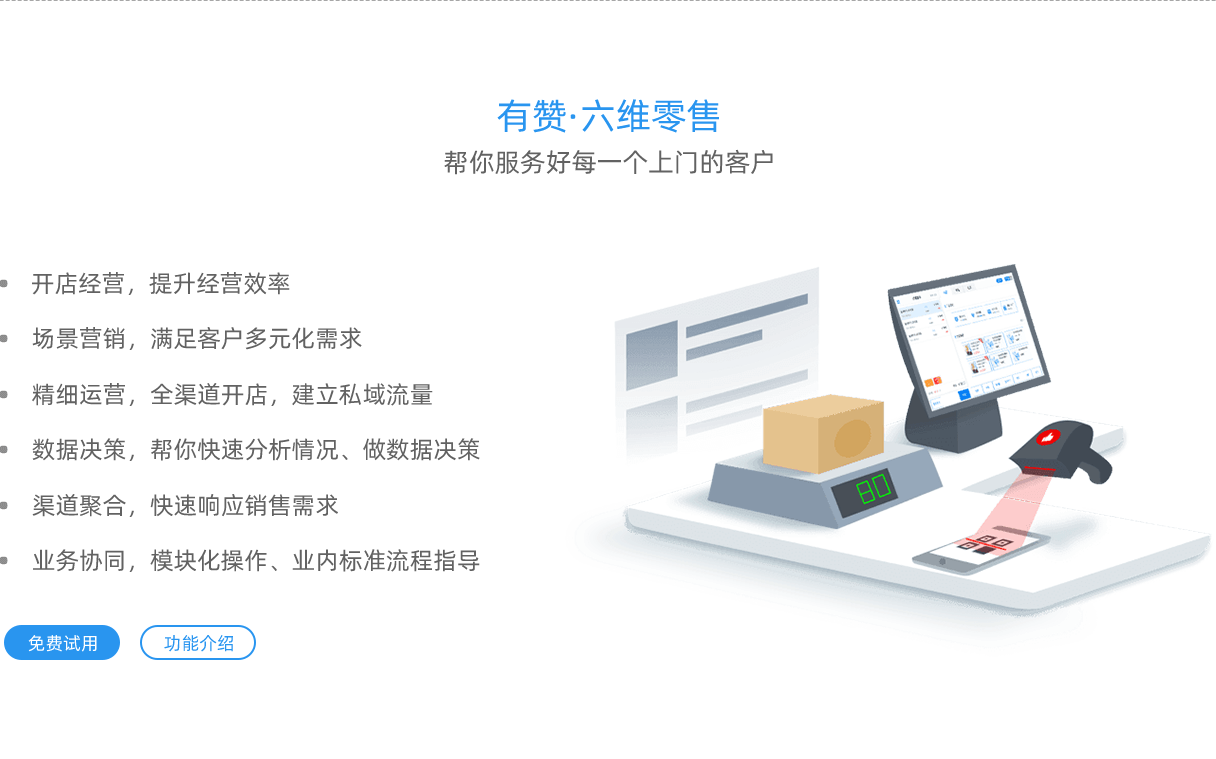 有赞·六维零售
帮你服务好每一个上门的客户
开店经营，提升经营效率
场景营销，满足客户多元化需求
精细运营，全渠道开店，建立私域流量
数据决策，帮你快速分析情况、做数据决策
渠道聚合，快速响应销售需求
业务协同，模块化操作、业内标准流程指导
免费试用
功能介绍
80